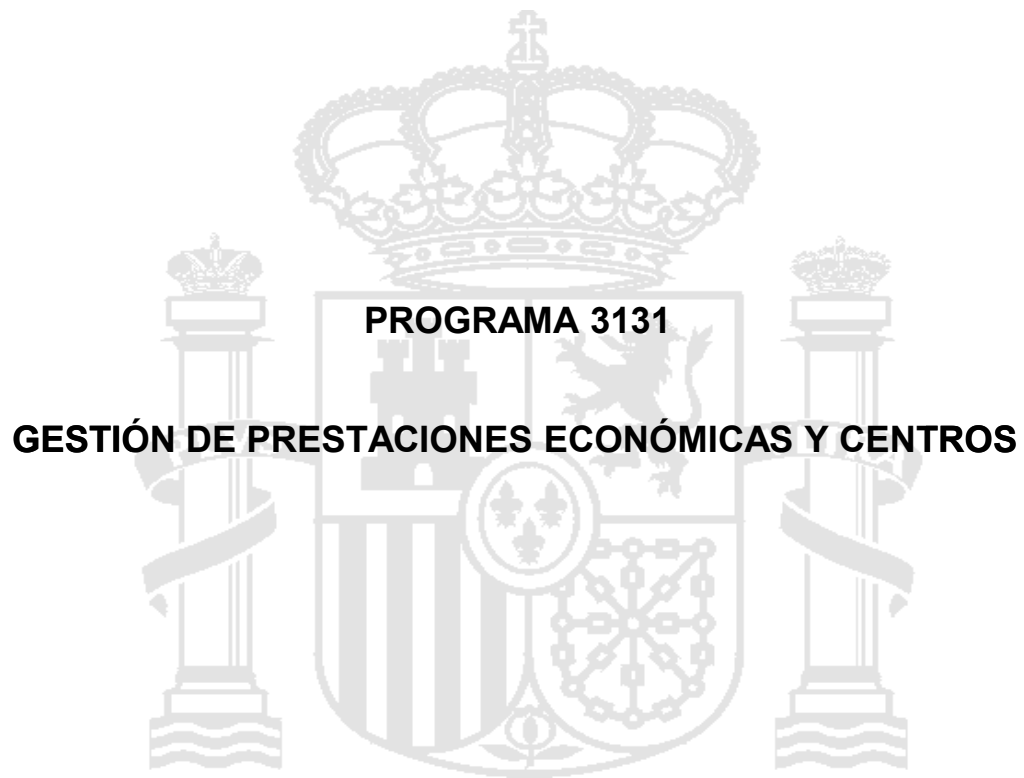 PROGRAMA 3131
GESTIÓN DE PRESTACIONES ECONÓMICAS Y CENTROS